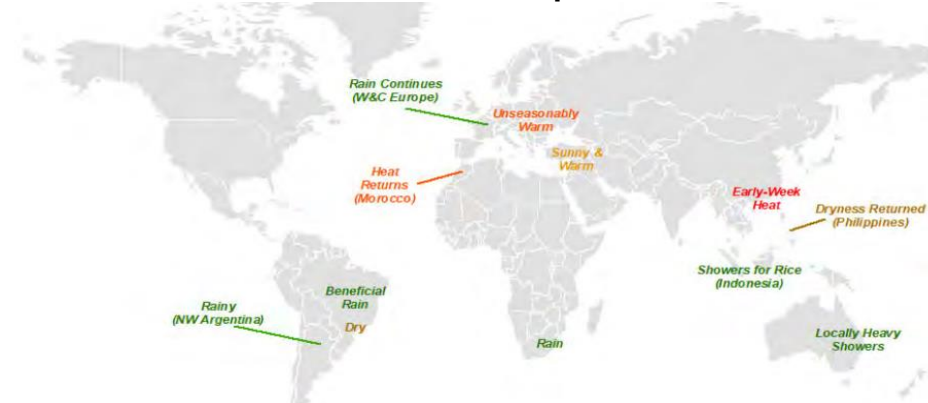 Rain Continues
(W&C Europe)
Unseasonably
Warm
Sunny &
Warm
Heat
Returns
(Morocco)
Early-Week
Heat
Dryness Returned
(Philippines)
Showers for Rice
(Indonesia)
Beneficial
Rain
Rainy
(NW Argentina)
Dry
Rain
Locally Heavy
Showers